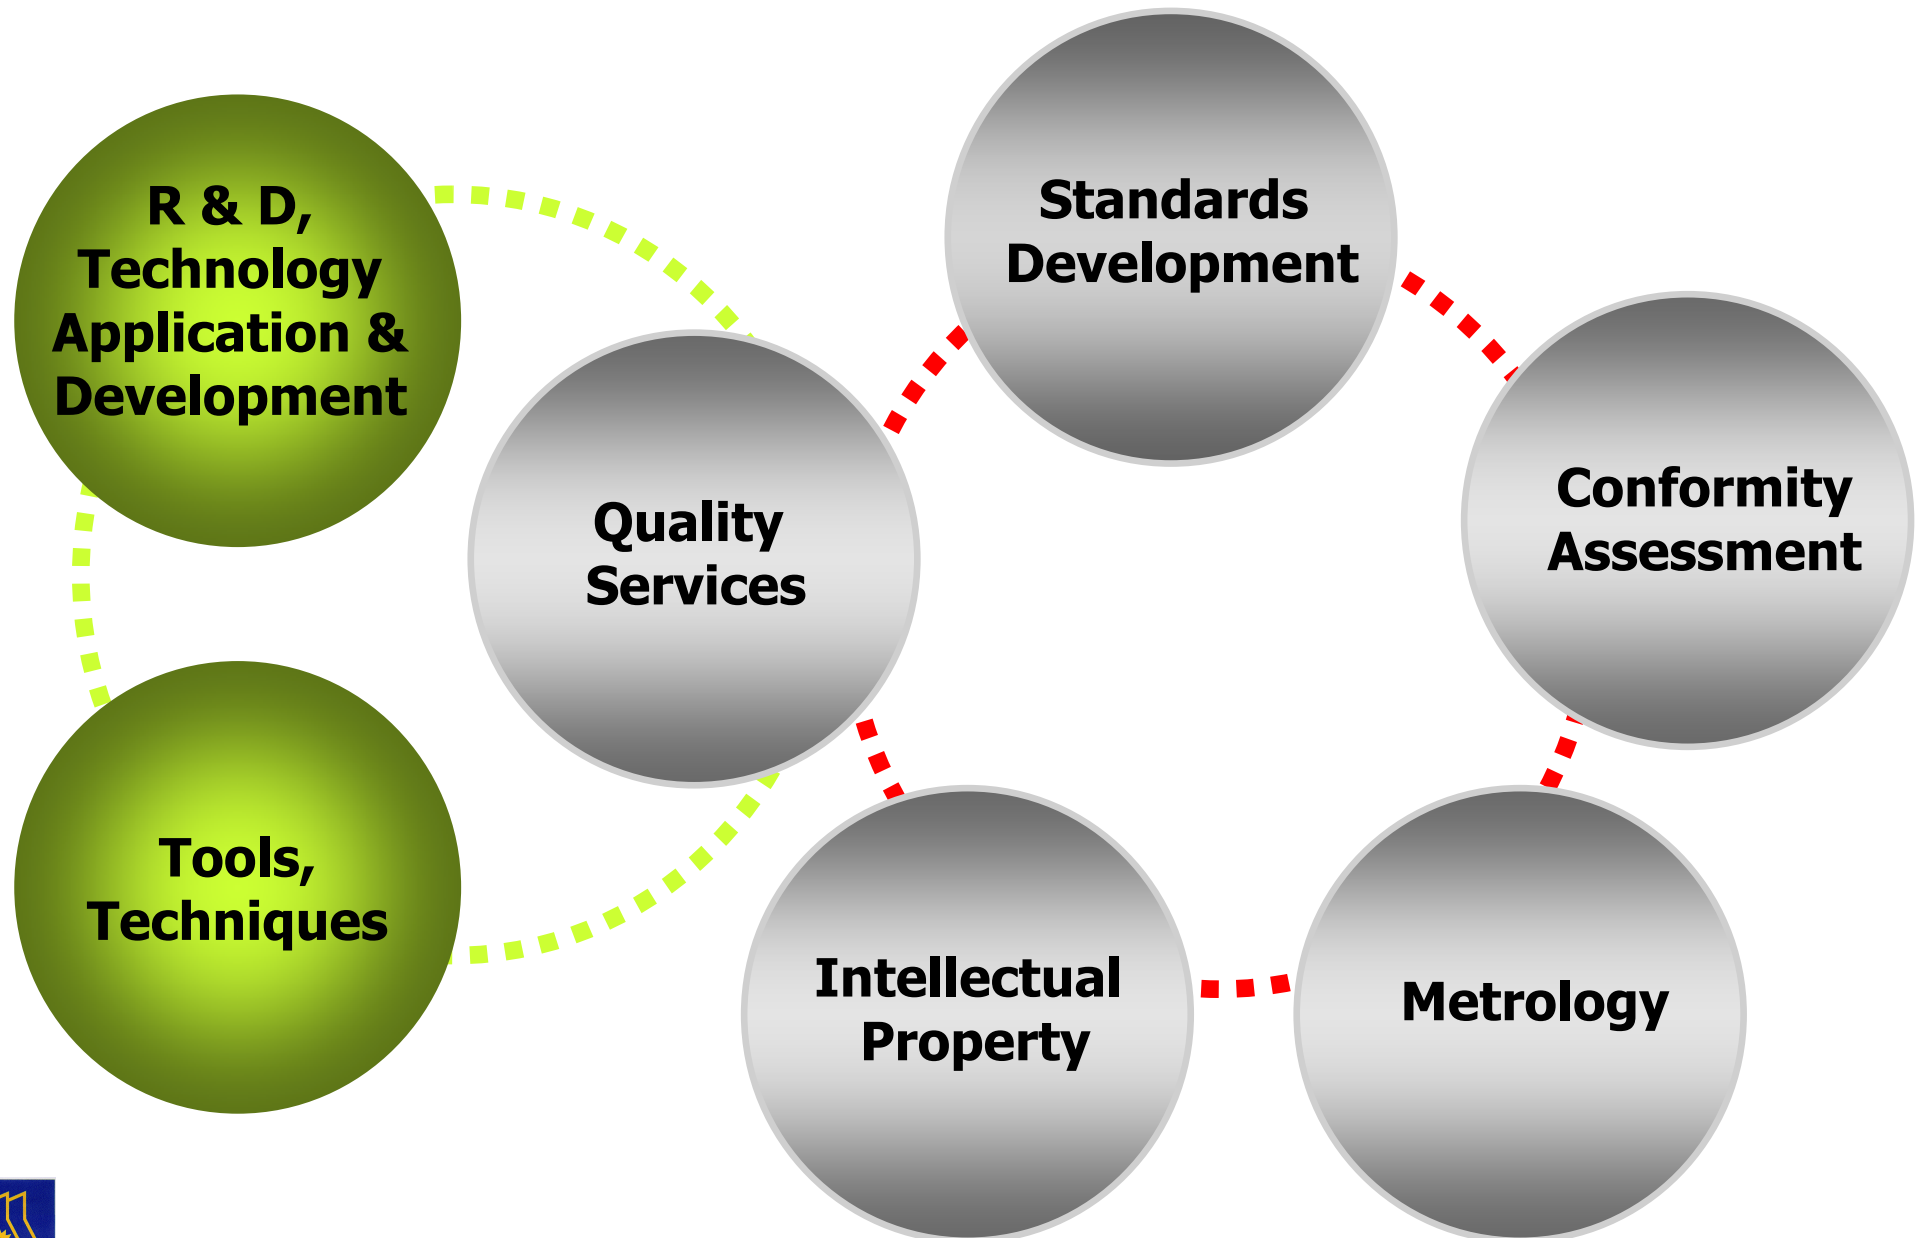 R & D,
Technology
Application &
Development
Standards
Development
Quality
Services
Conformity
Assessment
Tools,
Techniques
Intellectual
Property
Metrology